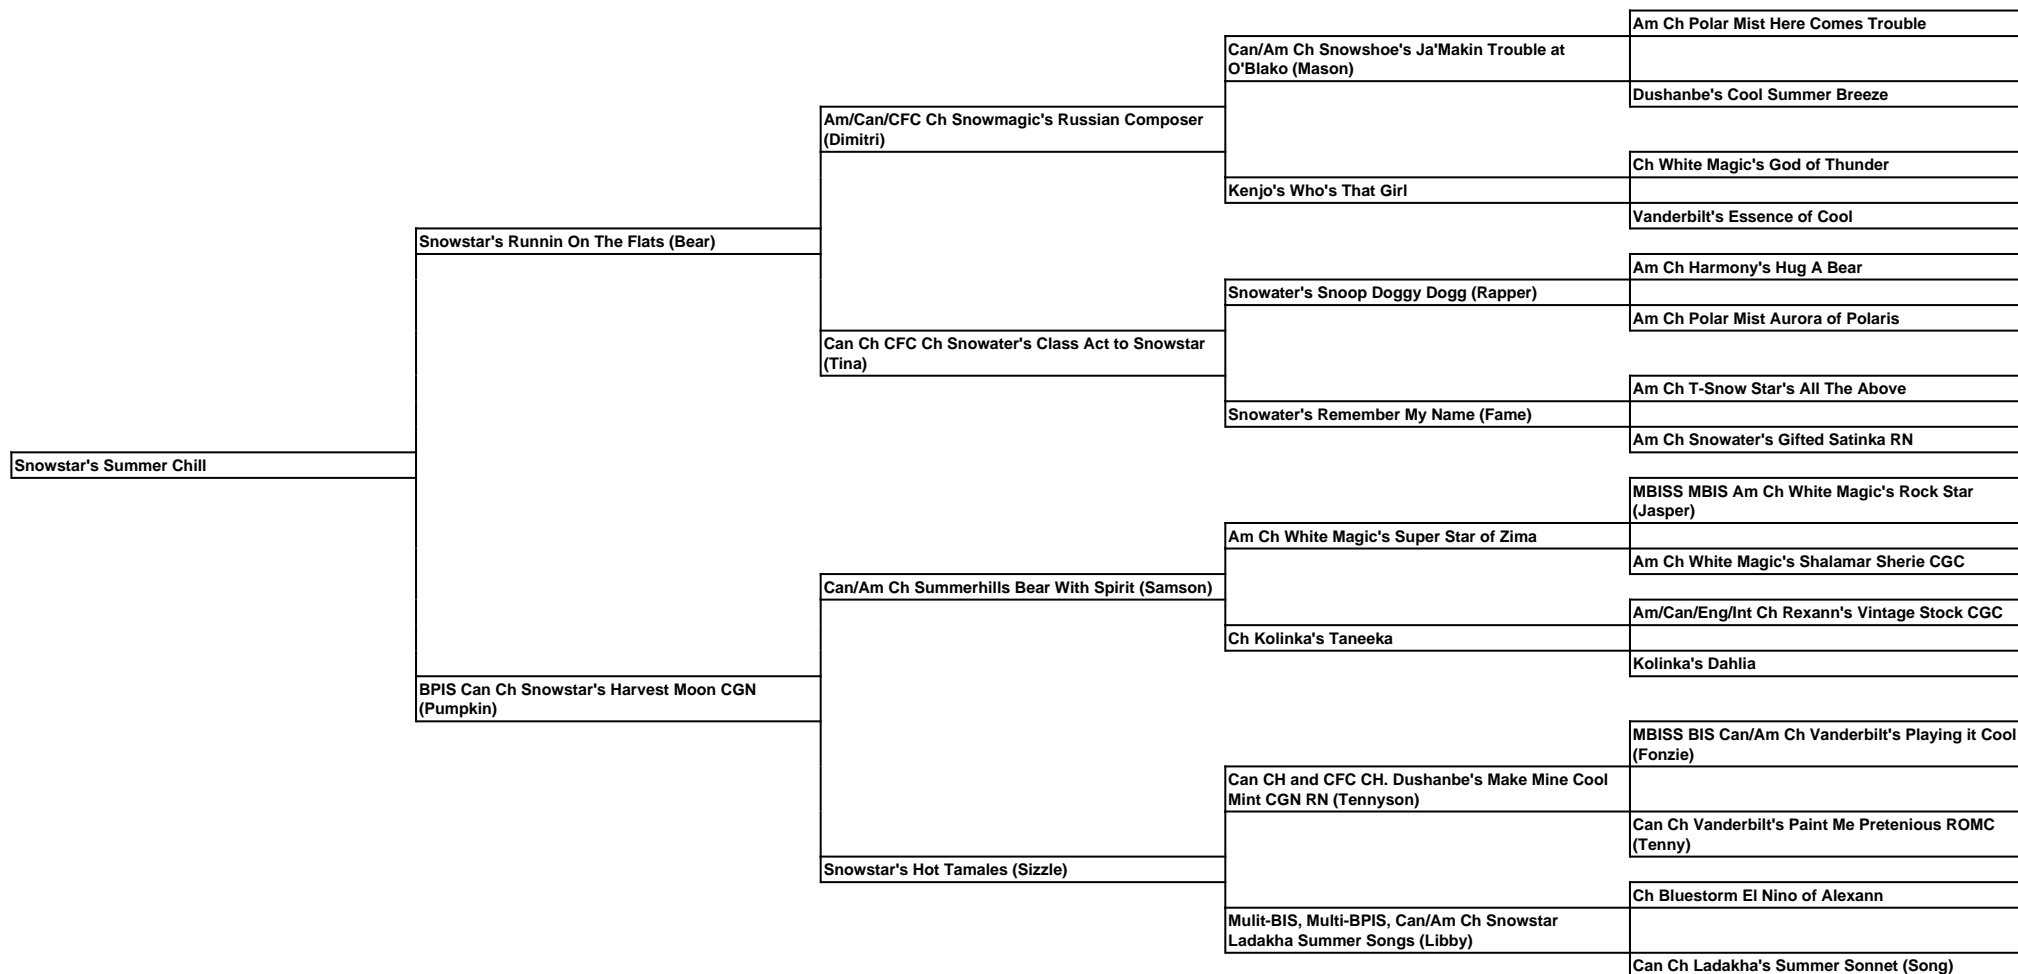 Am Ch Polar Mist Here Comes Trouble
Can/Am Ch Snowshoe's Ja'Makin Trouble at
O'Blako (Mason)
Dushanbe's Cool Summer Breeze
Am/Can/CFC Ch Snowmagic's Russian Composer
(Dimitri)
Ch White Magic's God of Thunder
Kenjo's Who's That Girl
Vanderbilt's Essence of Cool
Snowstar's Runnin On The Flats (Bear)
Am Ch Harmony's Hug A Bear
Snowater's Snoop Doggy Dogg (Rapper)
Am Ch Polar Mist Aurora of Polaris
Can Ch CFC Ch Snowater's Class Act to Snowstar
(Tina)
Am Ch T-Snow Star's All The Above
Snowater's Remember My Name (Fame)
Am Ch Snowater's Gifted Satinka RN
Snowstar's Summer Chill
MBISS MBIS Am Ch White Magic's Rock Star
(Jasper)
Am Ch White Magic's Super Star of Zima
Am Ch White Magic's Shalamar Sherie CGC
Can/Am Ch Summerhills Bear With Spirit (Samson)
Am/Can/Eng/Int Ch Rexann's Vintage Stock CGC
Ch Kolinka's Taneeka
Kolinka's Dahlia
BPIS Can Ch Snowstar's Harvest Moon CGN
(Pumpkin)
MBISS BIS Can/Am Ch Vanderbilt's Playing it Cool
(Fonzie)
Can CH and CFC CH. Dushanbe's Make Mine Cool
Mint CGN RN (Tennyson)
Can Ch Vanderbilt's Paint Me Pretenious ROMC
(Tenny)
Snowstar's Hot Tamales (Sizzle)
Ch Bluestorm El Nino of Alexann
Mulit-BIS, Multi-BPIS, Can/Am Ch Snowstar
Ladakha Summer Songs (Libby)
Can Ch Ladakha's Summer Sonnet (Song)